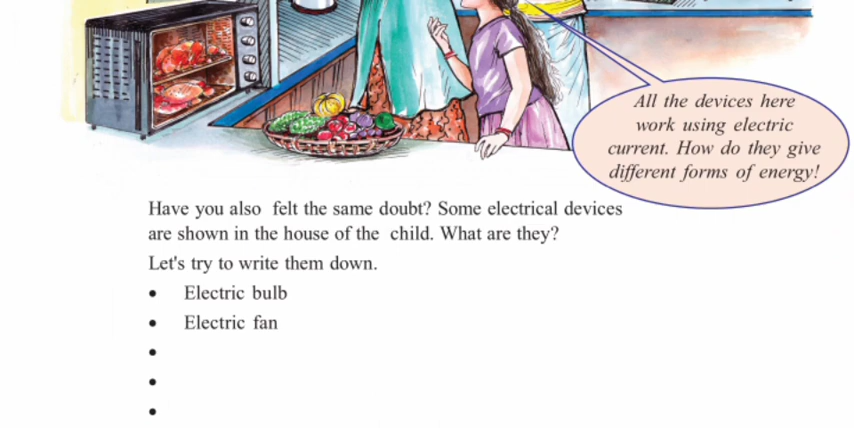 All the devices here
work using electric
current. How do they give
different forms of energy!
Have you also felt the same doubt? Some electrical devices
are shown in the house of the child. What are they?
Let's try to write them down.
• Electric bulb
• Electric fan
•
•
•